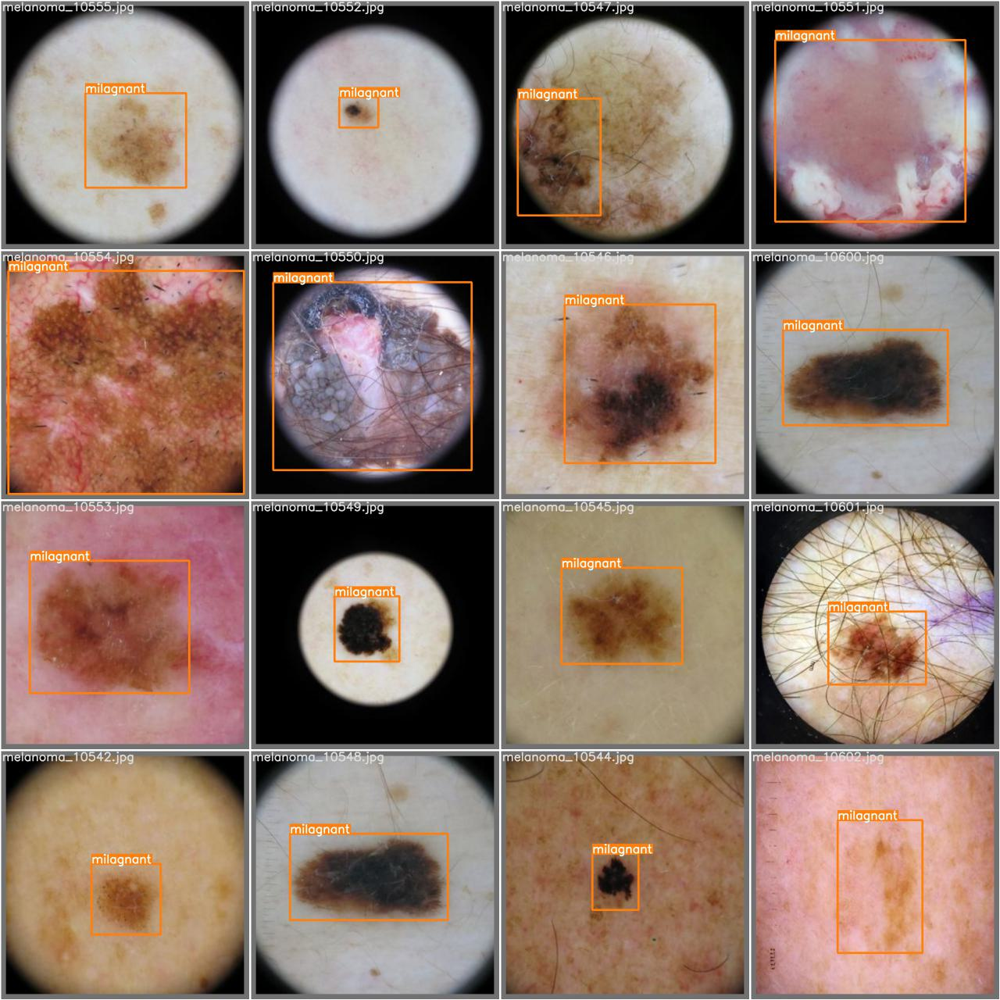 melanoma_10555.jpg
milagnant
melanoma_10552.jpg
milagnant
melanoma_10547.jpg
milagnant
melanoma_10551.jpg
milagnant
melanoma_10554.jpg
milagnant
melanoma_10550.jpg
milagnant
melanoma_10546.jpg
milagnant
melanoma_10600.jpg
milagnant
melanoma_10553.jpg
milagnant
melanoma_10549.jpg
milagnant
melanoma_10545.jpg
milagnant
melanoma_10601.jpg
milagnant
melanoma_10542.jpg
milagnant
melanoma_10548.jpg
milagnant
melanoma_10544.jpg
milagnant
melanoma_10602.jpg
milagnant